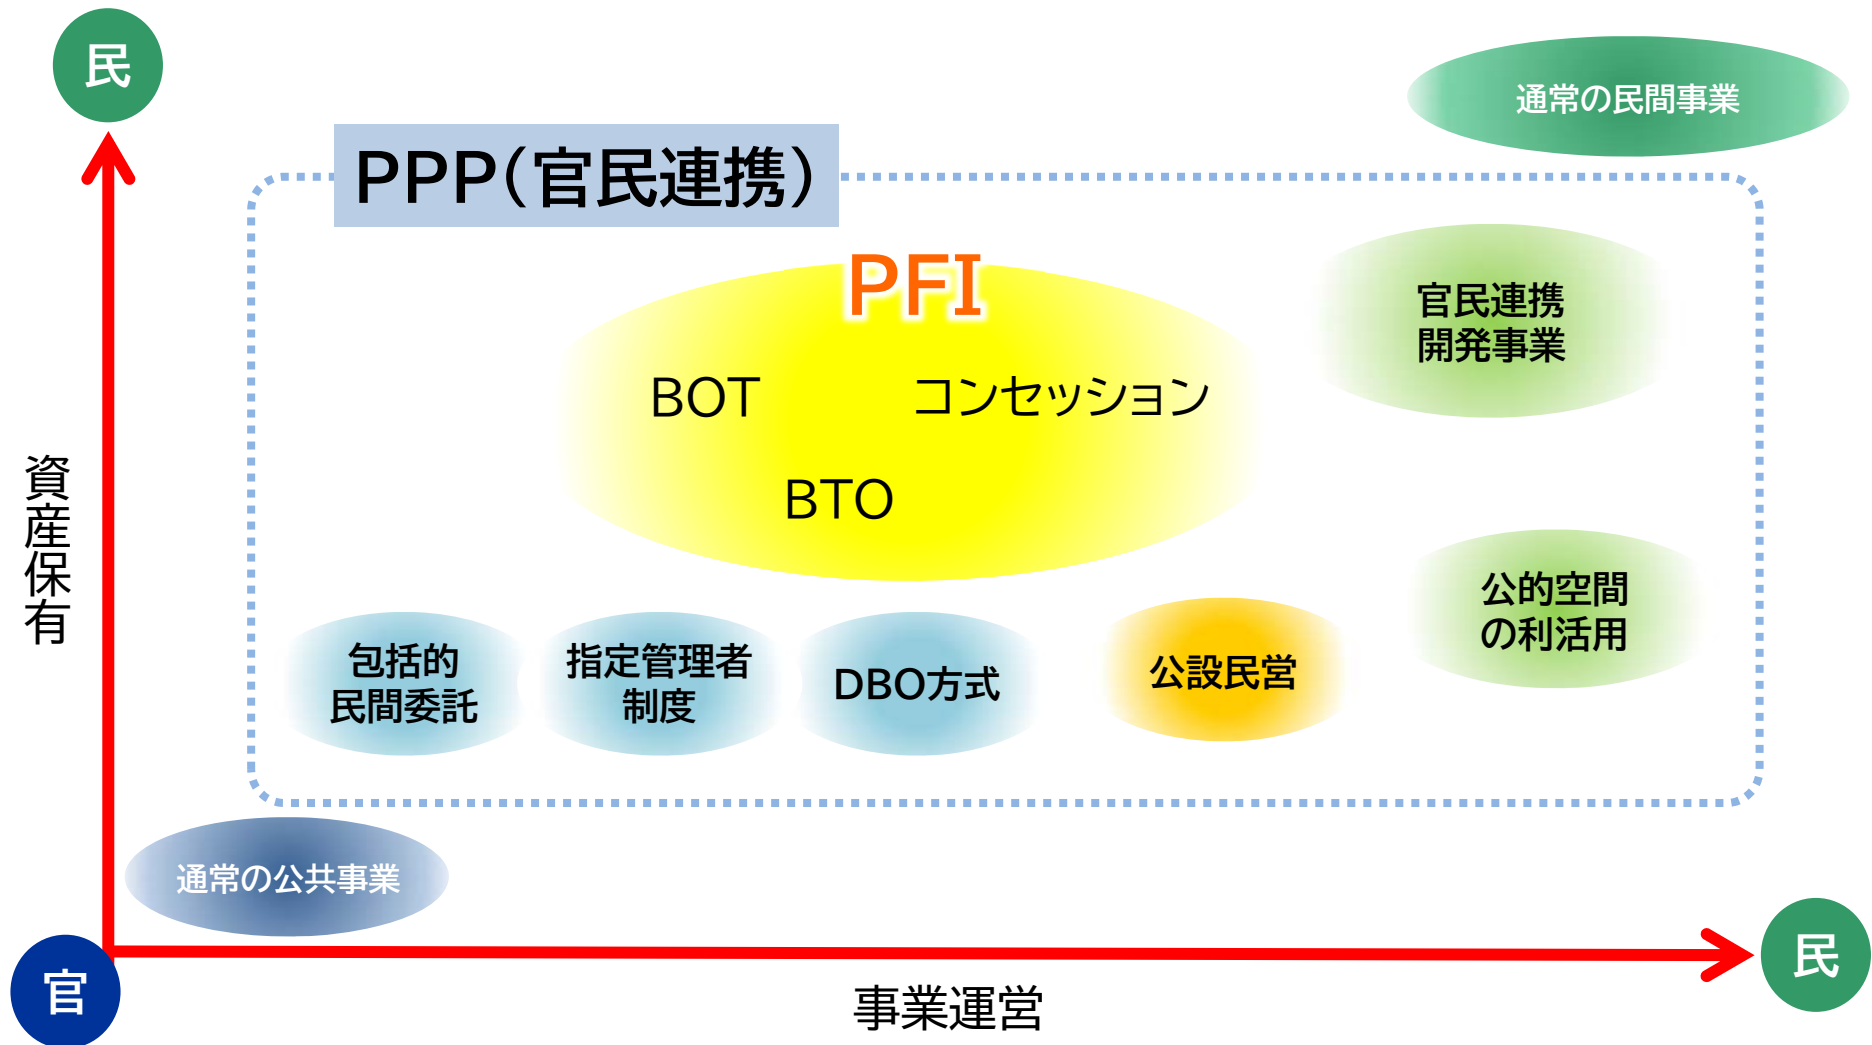 民
通常の民間事業
PPP(官民連携)
PFI
官民連携
開発事業
BOT
コンセッション
BTO
資産保有
公的空間
の利活用
包括的
民間委託
指定管理者
制度
DBO方式
公設民営
通常の公共事業
官
民
事業運営